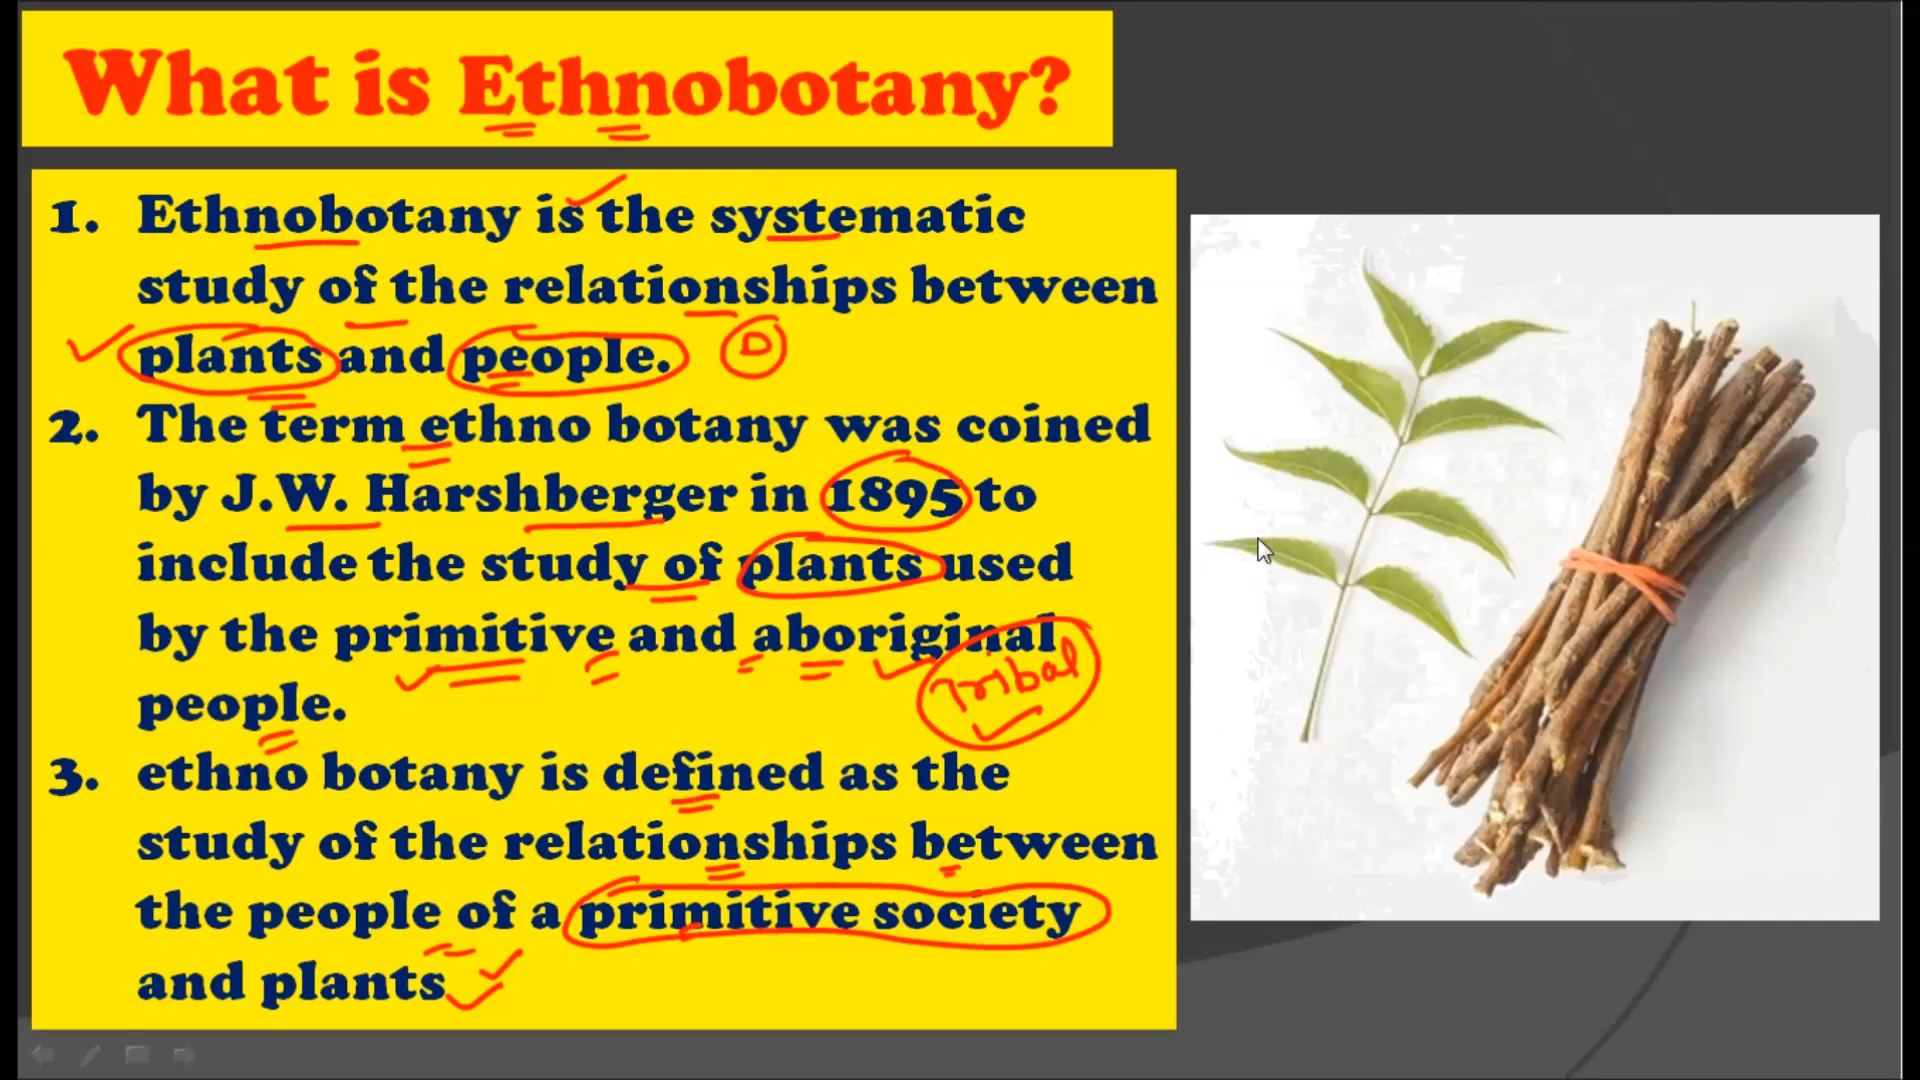 What is Ethnobotany?
1. Ethnobotany is the systematic
study of the relationships between
plants and people. D
2. The term ethno botany was coined
by J.W. Harshberger in 1895 to
include the study of plants used
by the primitive and aboriginal
Tribal
people.
3. ethno botany is defined as the
study of the relationships between
the people of a primitive society
and plants